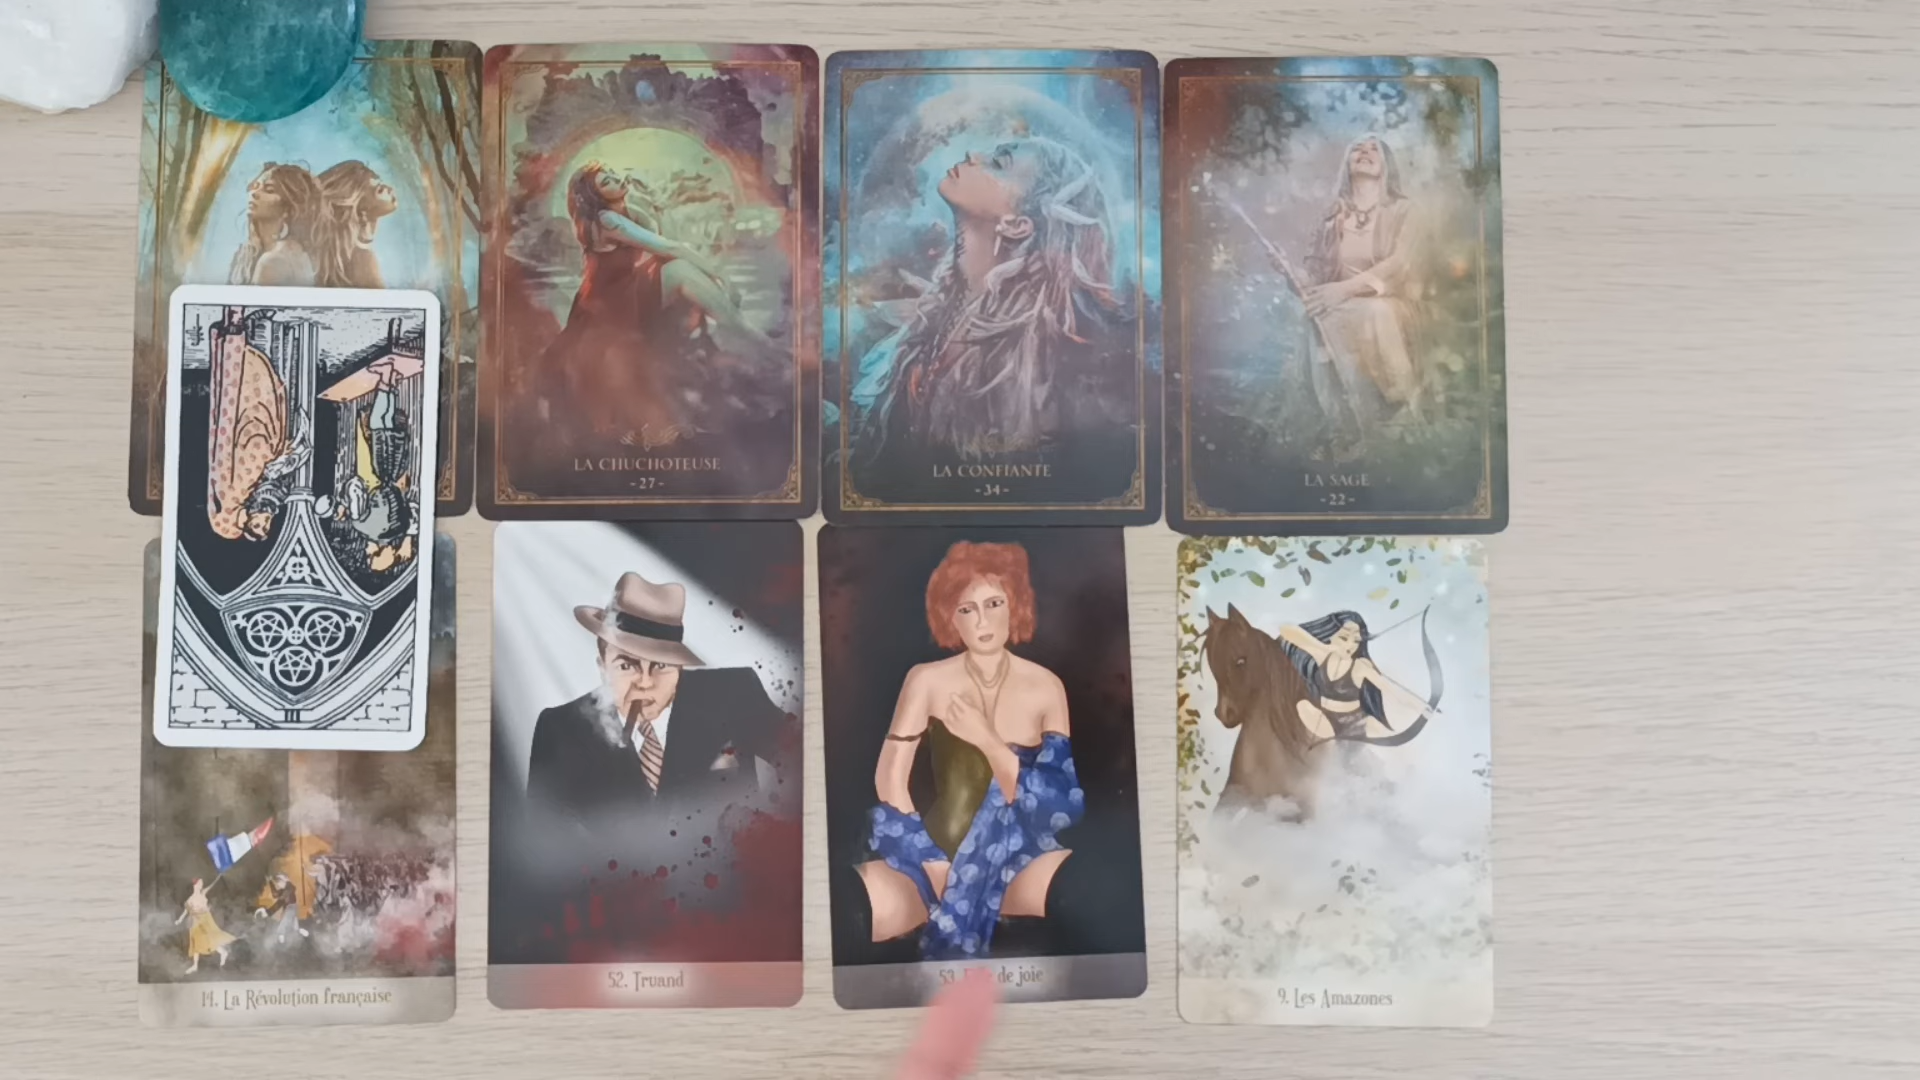 LA CHUCHOTEUSE
-27-
LA CONFIANTE
-34-
LA SAGE
-22-
14. La Révolution française
52. Truand
53. de joie
9. Les Amazones